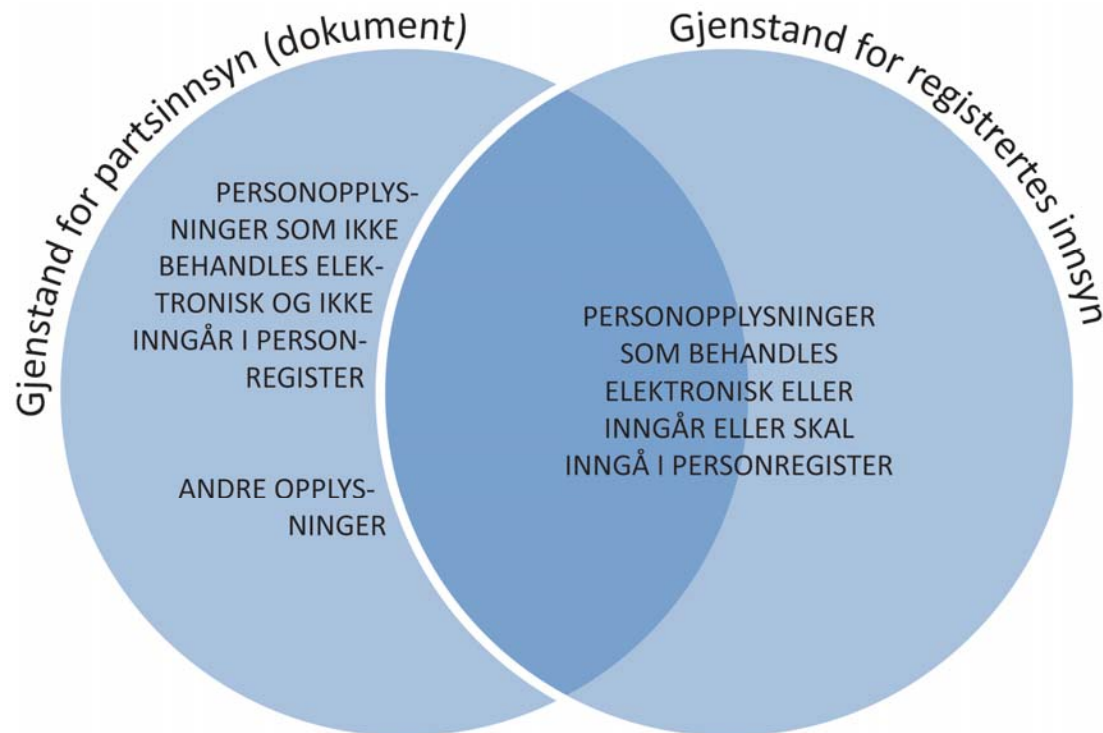 Gjenstand for partsinnsyn (dokument)
Gjenstand for registrertes innsyn
PERSONOPPLYS-
NINGER SOM IKKE
BEHANDLES ELEK-
TRONISK OG IKKE
INNGÅR I PERSON-
REGISTER
ANDRE OPPLYS-
NINGER
PERSONOPPLYSNINGER
SOM BEHANDLES
ELEKTRONISK ELLER
INNGÅR ELLER SKAL
INNGÅ I PERSONREGISTER